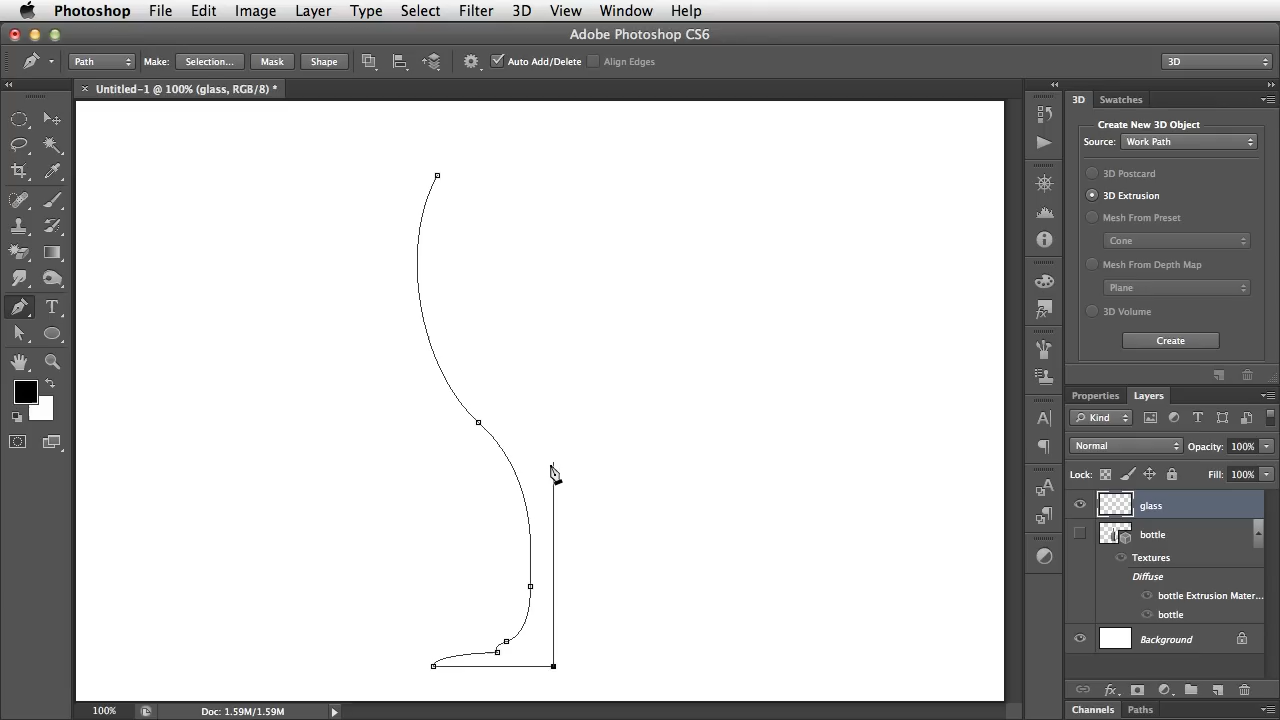 Photoshop File Edit Image Layer Type Select Filter 3D View Window Help
Adobe Photoshop CS6
Path Make: Selection... Mask Shape Auto Add/Delete Align Edges 3D
× Untitled-1 @ 100% (glass, RGB/8) *
3D Swatches
Create New 3D Object
Source: Work Path
3D Postcard
3D Extrusion
Mesh From Preset
Cone
Mesh From Depth Map
Plane
3D Volume
Create
Properties Layers
Kind
Normal Opacity: 100%
Lock: Fill: 100%
glass
bottle
Textures
Diffuse
bottle Extrusion Mater...
bottle
Background
100% Doc: 1.59M/1.59M
Channels Paths